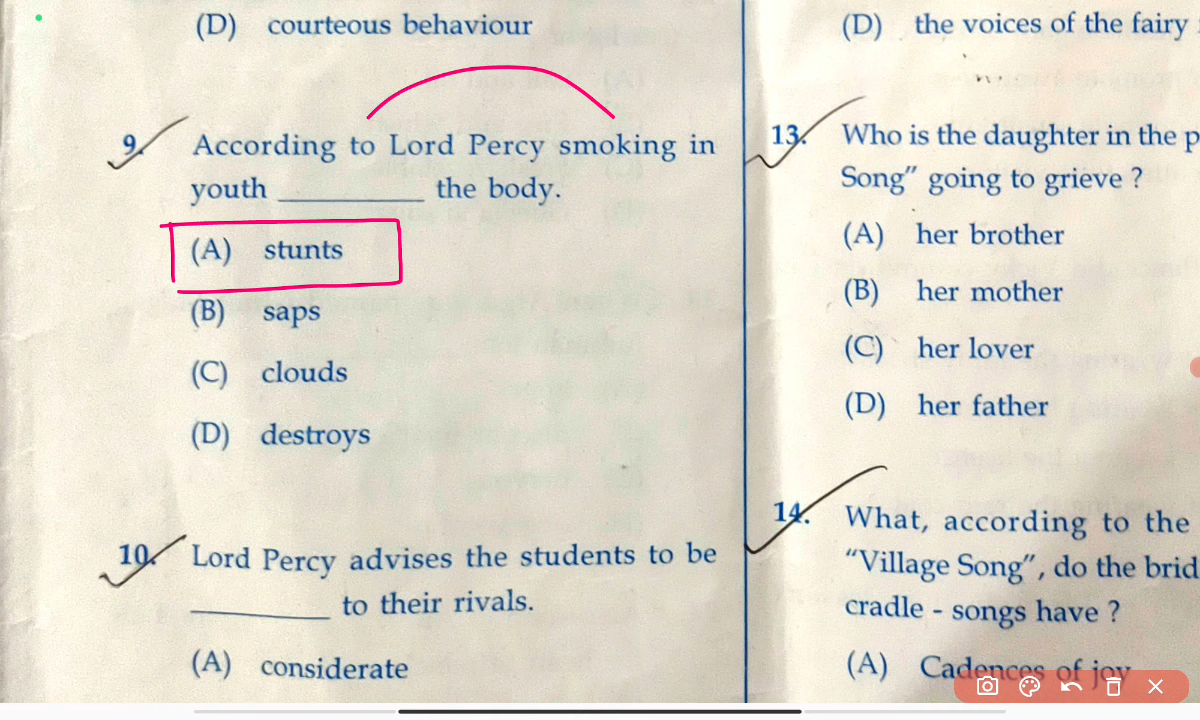 (D) courteous behaviour
9. According to Lord Percy smoking in
youth __________ the body.
(A) stunts
(B) saps
(C) clouds
(D) destroys
10. Lord Percy advises the students to be
__________ to their rivals.
(A) considerate
(D) the voices of the fairy
13. Who is the daughter in the p
Song” going to grieve ?
(A) her brother
(B) her mother
(C) her lover
(D) her father
14. What, according to the
“Village Song”, do the brid
cradle - songs have ?
(A) Cadences of joy